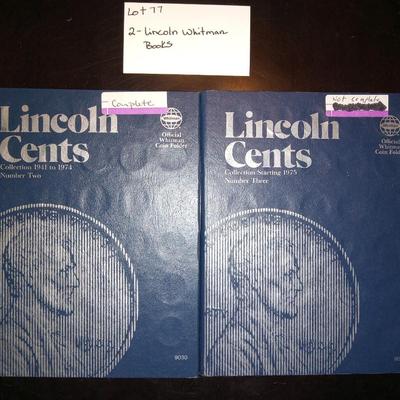 Lot 77
2- Lincoln Whitman
Books
- Complete
Lincoln
Cents
Official
Whitman
Coin Folder
Collection 1941 to 1974
Number Two
9030
Not complete
Lincoln
Cents
Official
Whitman
Coin Folder
Collection Starting 1975
Number Three